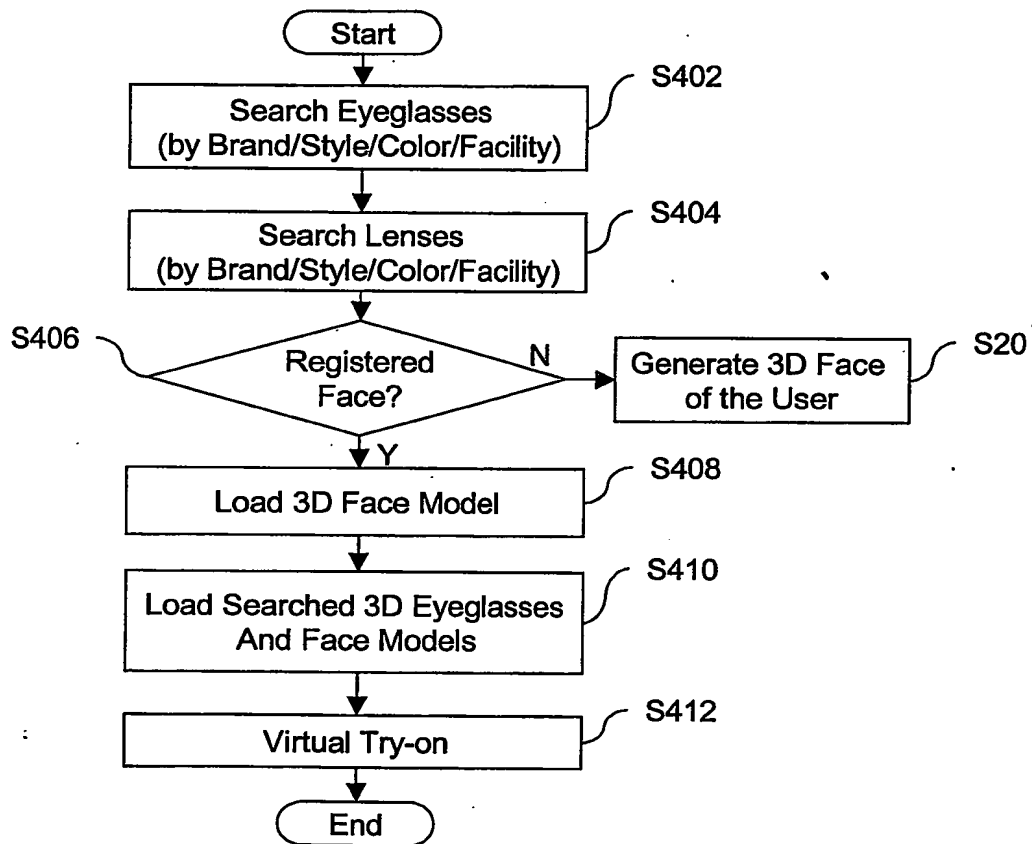 Start
S402
Search Eyeglasses
(by Brand/Style/Color/Facility)
S404
Search Lenses
(by Brand/Style/Color/Facility)
S406
Registered
Face?
N
S20
Generate 3D Face
of the User
Y
S408
Load 3D Face Model
S410
Load Searched 3D Eyeglasses
And Face Models
S412
Virtual Try-on
End